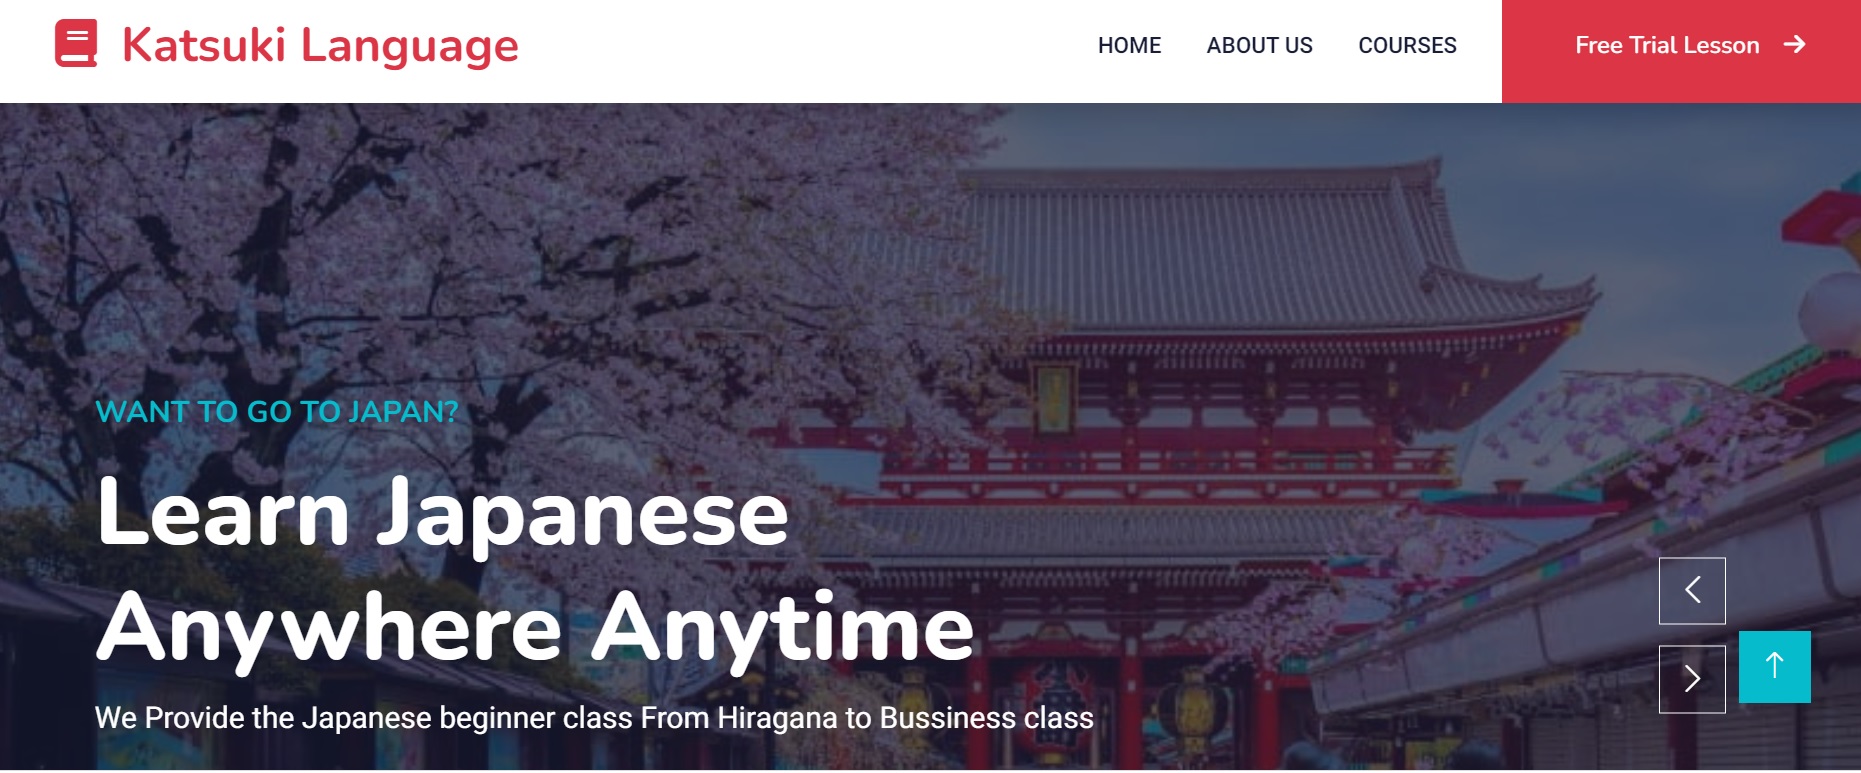 Katsuki Language
HOME ABOUT US COURSES Free Trial Lesson
WANT TO GO TO JAPAN?
Learn Japanese
Anywhere Anytime
We Provide the Japanese beginner class From Hiragana to Bussiness class